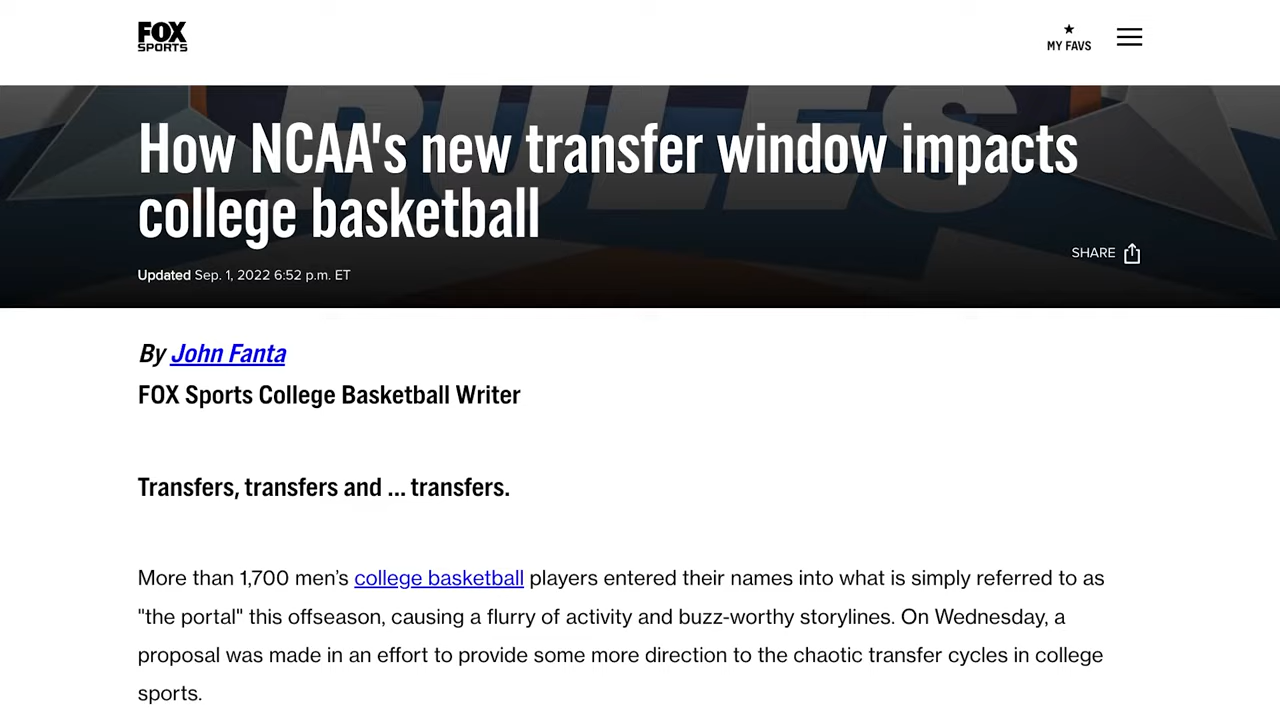 FOX
SPORTS
MY FAVS
RULES
How NCAA's new transfer window impacts
college basketball
SHARE
Updated Sep. 1, 2022 6:52 p.m. ET
By John Fanta
FOX Sports College Basketball Writer
Transfers, transfers and ... transfers.
More than 1,700 men’s college basketball players entered their names into what is simply referred to as
"the portal" this offseason, causing a flurry of activity and buzz-worthy storylines. On Wednesday, a
proposal was made in an effort to provide some more direction to the chaotic transfer cycles in college
sports.